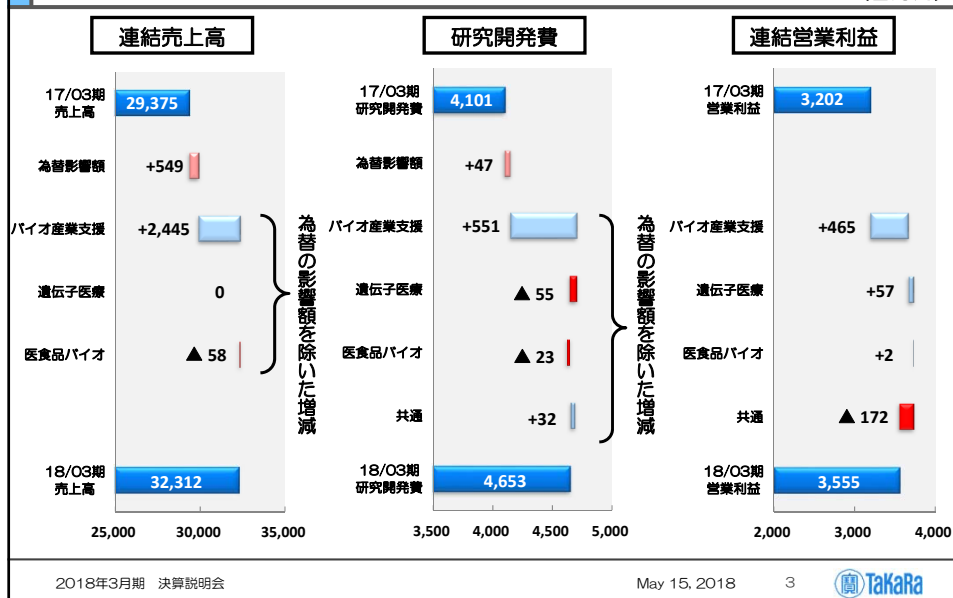 連結売上高
17/03期
売上高
29,375
為替影響額
+549
バイオ産業支援
+2,445
遺伝子医療
0
医食品バイオ
▲ 58
18/03期
売上高
32,312
25,000 30,000 35,000
為替の影響額を除いた増減
研究開発費
17/03期
研究開発費
4,101
為替影響額
+47
バイオ産業支援
+551
遺伝子医療
▲ 55
医食品バイオ
▲ 23
共通
+32
18/03期
研究開発費
4,653
3,500 4,000 4,500 5,000
為替の影響額を除いた増減
連結営業利益
17/03期
営業利益
3,202
バイオ産業支援
+465
遺伝子医療
+57
医食品バイオ
+2
共通
▲ 172
18/03期
営業利益
3,555
2,000 3,000 4,000
2018年3月期 決算説明会
May 15, 2018
3
寶 TaKaRa